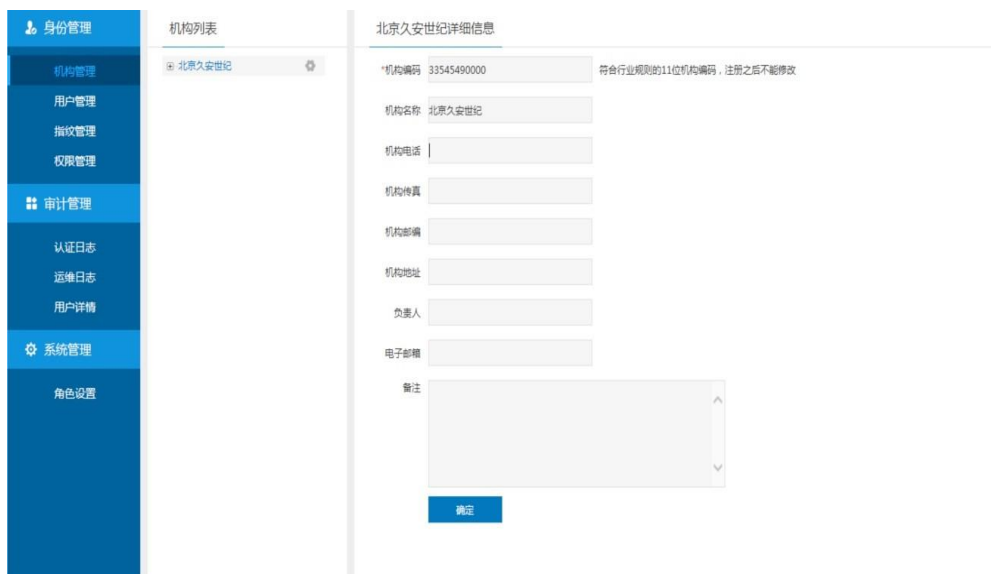 身份管理
机构管理
用户管理
指纹管理
权限管理
审计管理
认证日志
运维日志
用户详情
系统管理
角色设置
机构列表
北京久安世纪
北京久安世纪详细信息
*机构编码 33545490000 符合行业规则的11位机构编码，注册之后不能修改
机构名称 北京久安世纪
机构电话
机构传真
机构邮编
机构地址
负责人
电子邮箱
备注
确定